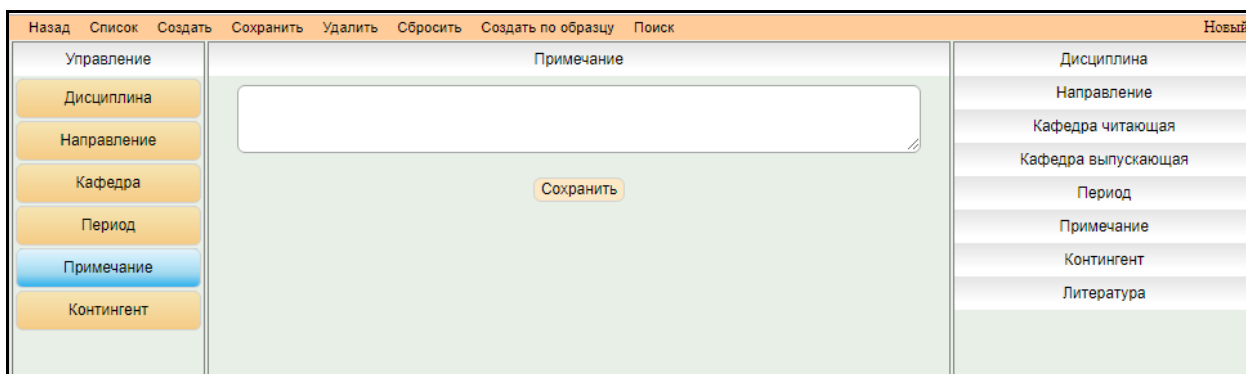 Назад Список Создать Сохранить Удалить Сбросить Создать по образцу Поиск Новый
Управление
Дисциплина
Направление
Кафедра
Период
Примечание
Контингент
Примечание
Сохранить
Дисциплина
Направление
Кафедра читающая
Кафедра выпускающая
Период
Примечание
Контингент
Литература